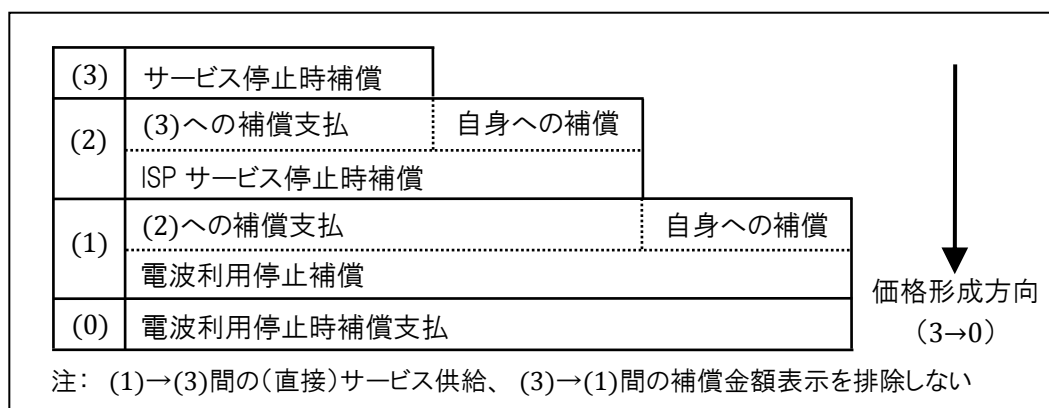 (3) サービス停止時補償
(2) (3)への補償支払 自身への補償
ISP サービス停止時補償
(1) (2)への補償支払 自身への補償
電波利用停止補償
(0) 電波利用停止時補償支払
価格形成方向
（3→0）
注： (1)→(3)間の（直接）サービス供給、 (3)→(1)間の補償金額表示を排除しない